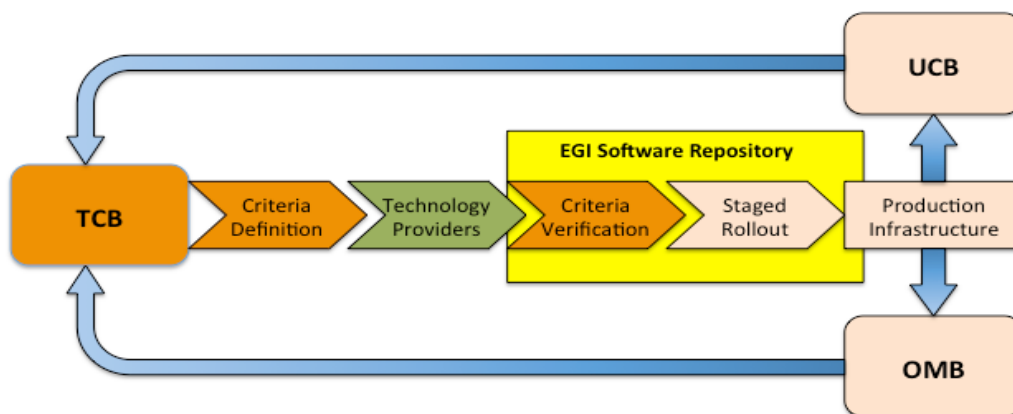 UCB
EGI Software Repository
TCB
Criteria
Definition
Technology
Providers
Criteria
Verification
Staged
Rollout
Production
Infrastructure
OMB